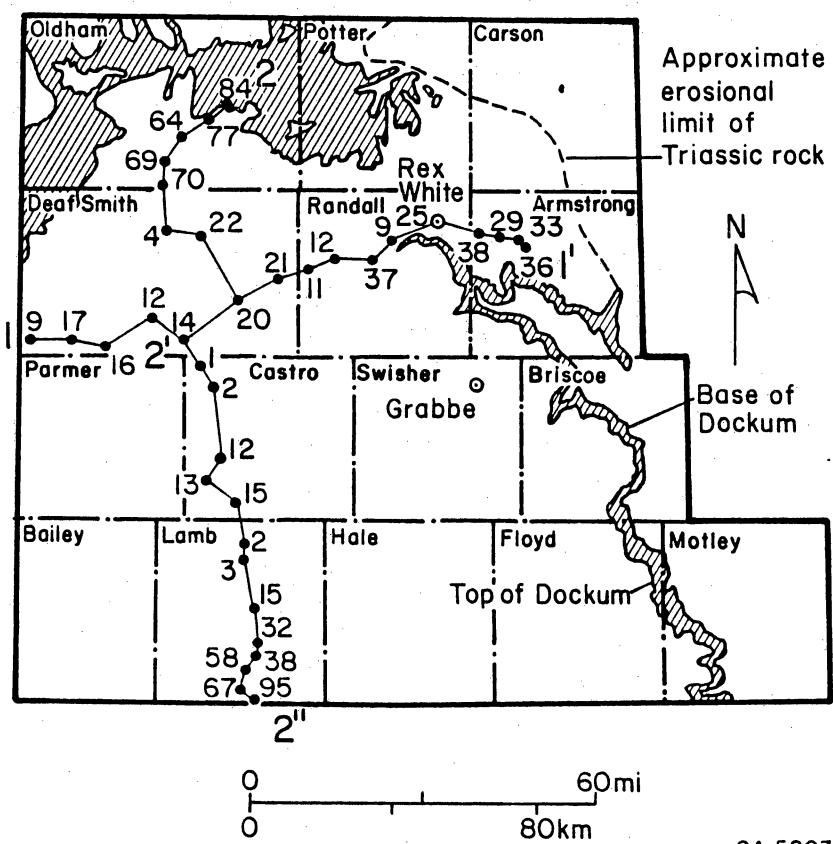 Oldham
Potter
Carson
Approximate
erosional
limit of
Triassic rock
84
2
77
64
69
70
Rex
White
Deaf Smith
Randall
Armstrong
22
4
25
9
12
37
38
29
33
36
1'
N
21
11
20
1
9
17
16
12
14
2'
Parmer
Castro
Swisher
Briscoe
1
2
Grabbe
Base of
Dockum
12
13
15
Bailey
Lamb
Hale
Floyd
Motley
2
3
15
Top of Dockum
32
58
38
67
95
2"
0
60mi
0
80km